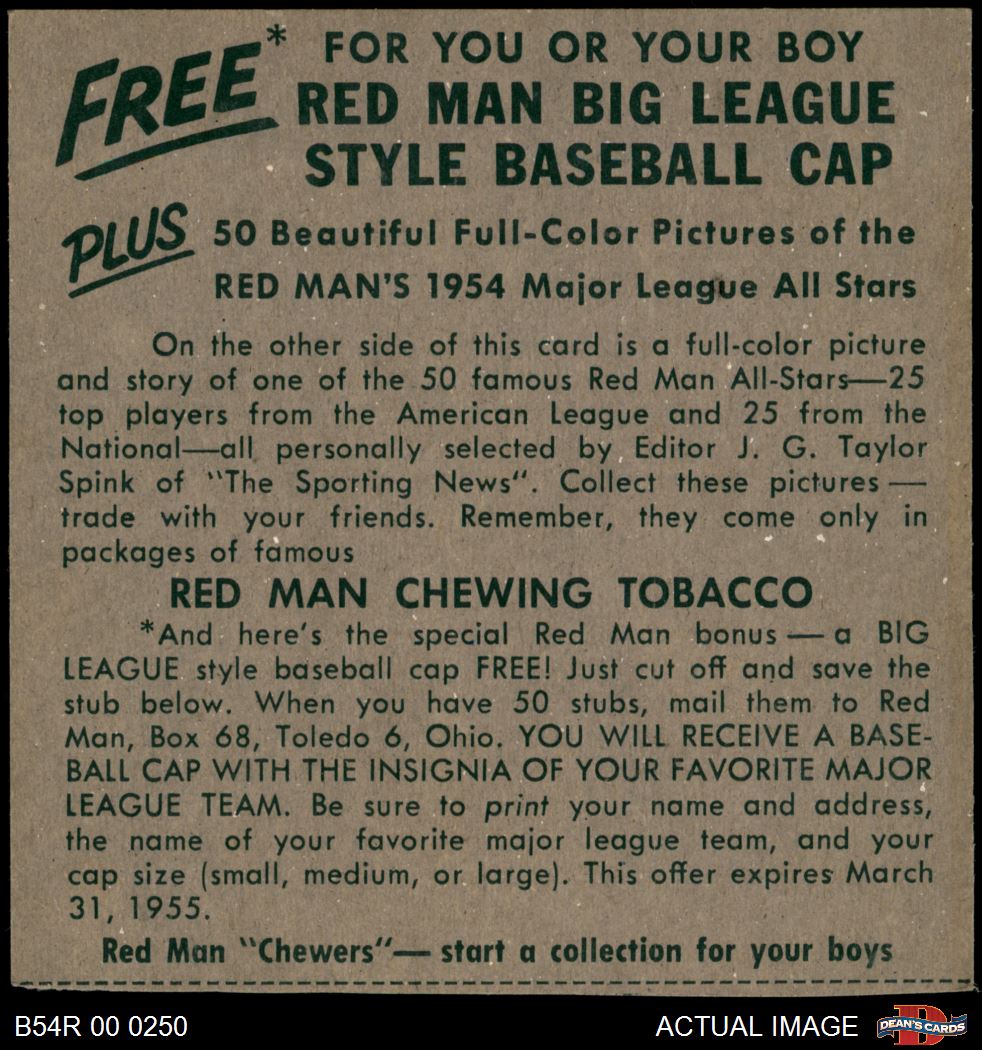 FREE* FOR YOU OR YOUR BOY
RED MAN BIG LEAGUE
STYLE BASEBALL CAP
PLUS 50 Beautiful Full-Color Pictures of the
RED MAN'S 1954 Major League All Stars
On the other side of this card is a full-color picture
and story of one of the 50 famous Red Man All-Stars—25
top players from the American League and 25 from the
National—all personally selected by Editor J. G. Taylor
Spink of "The Sporting News". Collect these pictures —
trade with your friends. Remember, they come only in
packages of famous
RED MAN CHEWING TOBACCO
*And here's the special Red Man bonus — a BIG
LEAGUE style baseball cap FREE! Just cut off and save the
stub below. When you have 50 stubs, mail them to Red
Man, Box 68, Toledo 6, Ohio. YOU WILL RECEIVE A BASE-
BALL CAP WITH THE INSIGNIA OF YOUR FAVORITE MAJOR
LEAGUE TEAM. Be sure to print your name and address,
the name of your favorite major league team, and your
cap size (small, medium, or large). This offer expires March
31, 1955.
Red Man "Chewers"— start a collection for your boys
B54R 00 0250 ACTUAL IMAGE DEAN'S CARDS